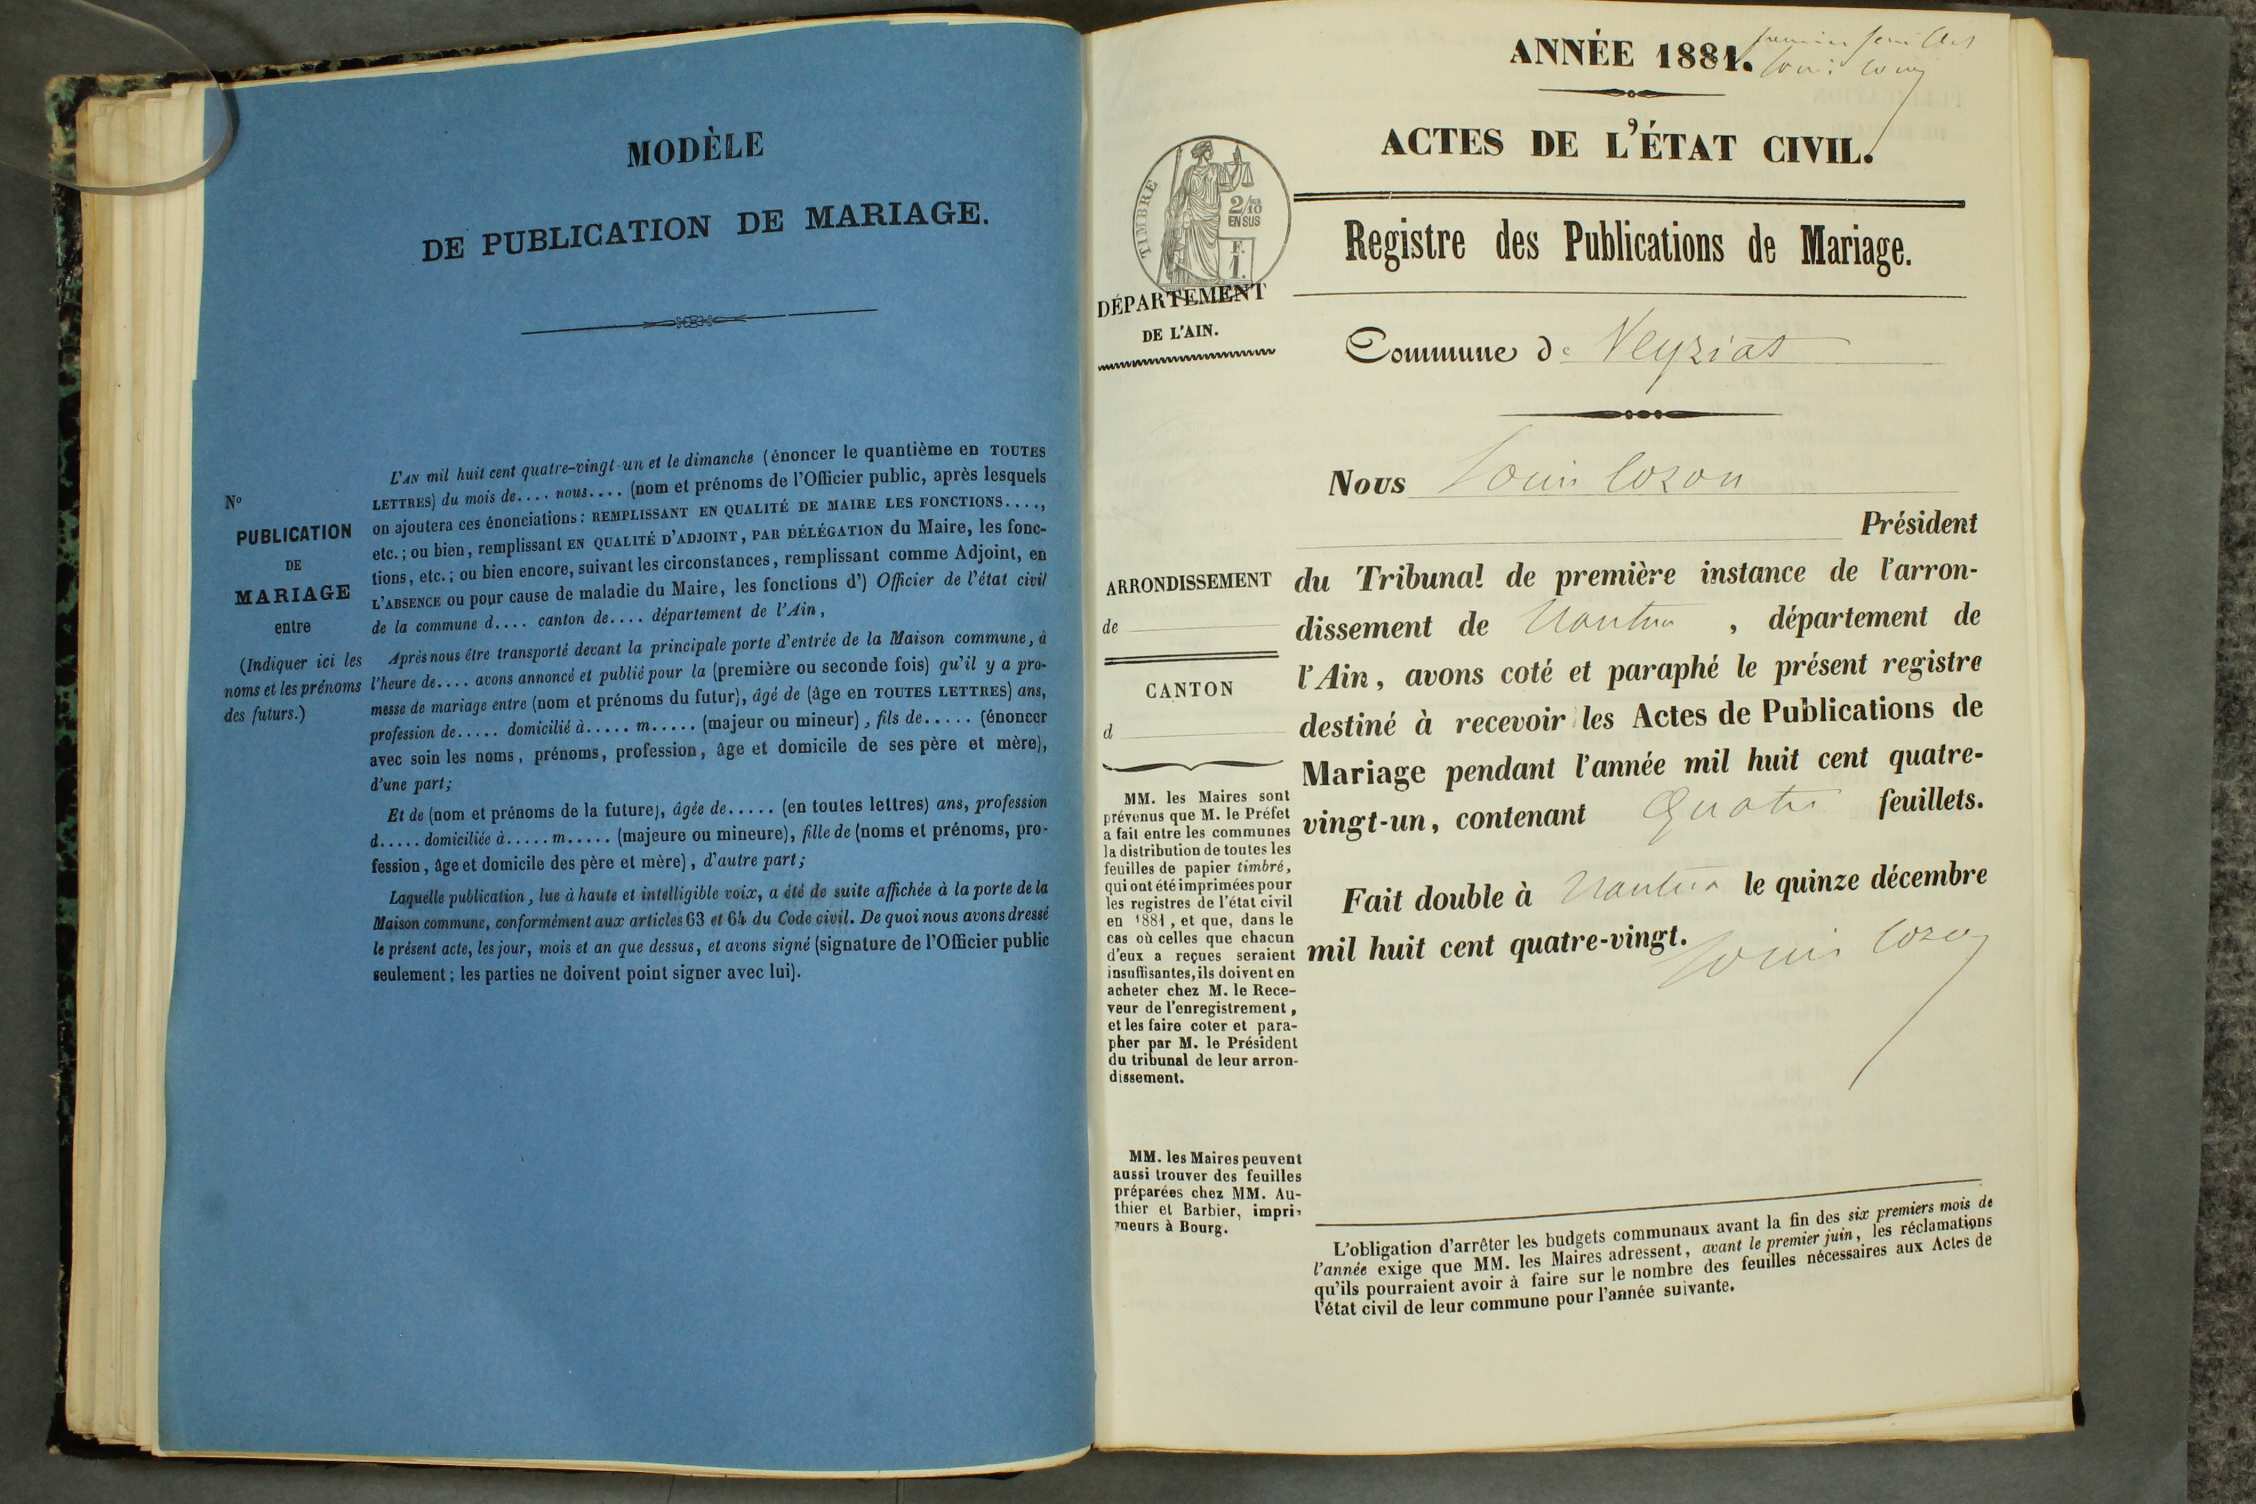 MODÈLE
DE PUBLICATION DE MARIAGE.
No
PUBLICATION
DE
MARIAGE
entre
(Indiquer ici les
noms et les prénoms
des futurs.)
L'AN mil huit cent quatre-vingt-un et le dimanche (énoncer le quantième en TOUTES
LETTRES) du mois de.... nous.... (nom et prénoms de l'Officier public, après lesquels
on ajoutera ces énonciations: REMPLISSANT EN QUALITÉ DE MAIRE LES FONCTIONS....,
etc.; ou bien, remplissant EN QUALITÉ D'ADJOINT, PAR DÉLÉGATION du Maire, les fonc-
tions, etc.; ou bien encore, suivant les circonstances, remplissant comme Adjoint, en
L'ABSENCE ou pour cause de maladie du Maire, les fonctions d') Officier de l'état civil
de la commune d.... canton de.... département de l'Ain,
Après nous être transporté devant la principale porte d'entrée de la Maison commune, à
l'heure de.... avons annoncé et publié pour la (première ou seconde fois) qu'il y a pro-
messe de mariage entre (nom et prénoms du futur), âgé de (âge en TOUTES LETTRES) ans,
profession de..... domicilié à..... m..... (majeur ou mineur), fils de..... (énoncer
avec soin les noms, prénoms, profession, âge et domicile de ses père et mère),
d'une part;
Et de (nom et prénoms de la future), âgée de..... (en toutes lettres) ans, profession
d..... domiciliée à.....m..... (majeure ou mineure), fille de (noms et prénoms, pro-
fession, âge et domicile des père et mère), d'autre part;
Laquelle publication, lue à haute et intelligible voix, a été de suite affichée à la porte de la
Maison commune, conformément aux articles 63 et 64 du Code civil. De quoi nous avons dressé
le présent acte, les jour, mois et an que dessus, et avons signé (signature de l'Officier public
seulement; les parties ne doivent point signer avec lui).
premier feuillet
Louis Cozon
ANNÉE 1881.
ACTES DE L'ÉTAT CIVIL.
TIMBRE
2/10
EN SUS
F.
1.
Registre des Publications de Mariage.
DÉPARTEMENT
DE L'AIN.
Commune de Veyziat
Nous Louis Cozon
Président
du Tribunal de première instance de l'arron-
dissement de Nantua, département de
l'Ain, avons coté et paraphé le présent registre
destiné à recevoir les Actes de Publications de
Mariage pendant l'année mil huit cent quatre-
vingt-un, contenant Quatre feuillets.
Fait double à Nantua le quinze décembre
mil huit cent quatre-vingt.
Louis Cozon
ARRONDISSEMENT
de
CANTON
d
MM. les Maires sont
prévenus que M. le Préfet
a fait entre les communes
la distribution de toutes les
feuilles de papier timbré,
qui ont été imprimées pour
les registres de l'état civil
en 1881, et que, dans le
cas où celles que chacun
d'eux a reçues seraient
insuffisantes, ils doivent en
acheter chez M. le Rece-
veur de l'enregistrement,
et les faire coter et para-
pher par M. le Président
du tribunal de leur arron-
dissement.
MM. les Maires peuvent
aussi trouver des feuilles
préparées chez MM. Au-
thier et Barbier, impri-
meurs à Bourg.
L'obligation d'arrêter les budgets communaux avant la fin des six premiers mois de
l'année exige que MM. les Maires adressent, avant le premier juin, les réclamations
qu'ils pourraient avoir à faire sur le nombre des feuilles nécessaires aux Actes de
l'état civil de leur commune pour l'année suivante.